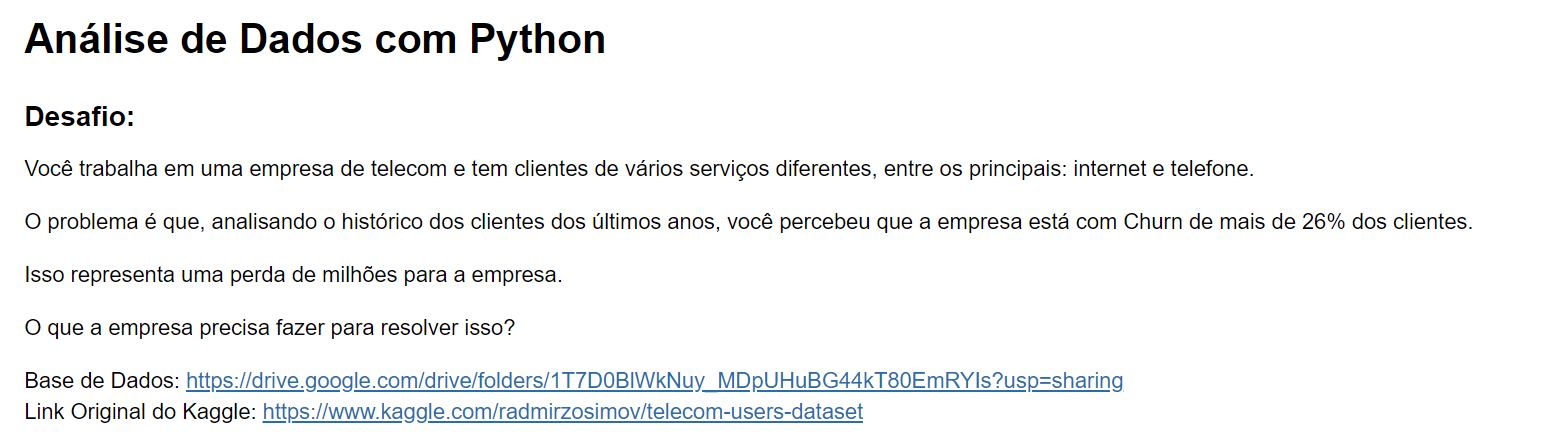 Análise de Dados com Python
Desafio:
Você trabalha em uma empresa de telecom e tem clientes de vários serviços diferentes, entre os principais: internet e telefone.
O problema é que, analisando o histórico dos clientes dos últimos anos, você percebeu que a empresa está com Churn de mais de 26% dos clientes.
Isso representa uma perda de milhões para a empresa.
O que a empresa precisa fazer para resolver isso?
Base de Dados: https://drive.google.com/drive/folders/1T7D0BlWkNuy_MDpUHuBG44kT80EmRYIs?usp=sharing
Link Original do Kaggle: https://www.kaggle.com/radmirzosimov/telecom-users-dataset